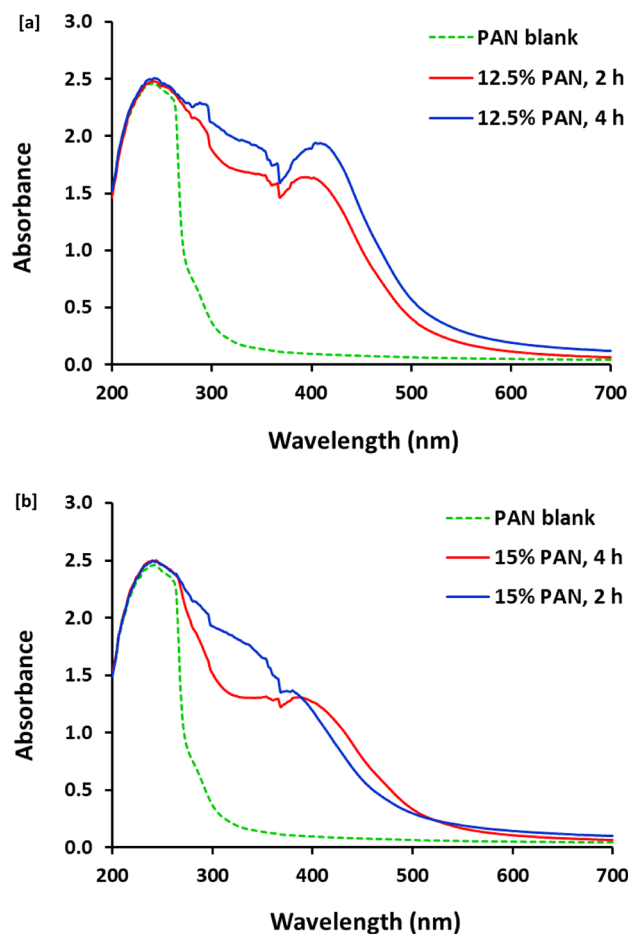 [a]
3.0
2.5
2.0
1.5
1.0
0.5
0.0
Absorbance
PAN blank
12.5% PAN, 2 h
12.5% PAN, 4 h
200 300 400 500 600 700
Wavelength (nm)
[b]
3.0
2.5
2.0
1.5
1.0
0.5
0.0
Absorbance
PAN blank
15% PAN, 4 h
15% PAN, 2 h
200 300 400 500 600 700
Wavelength (nm)